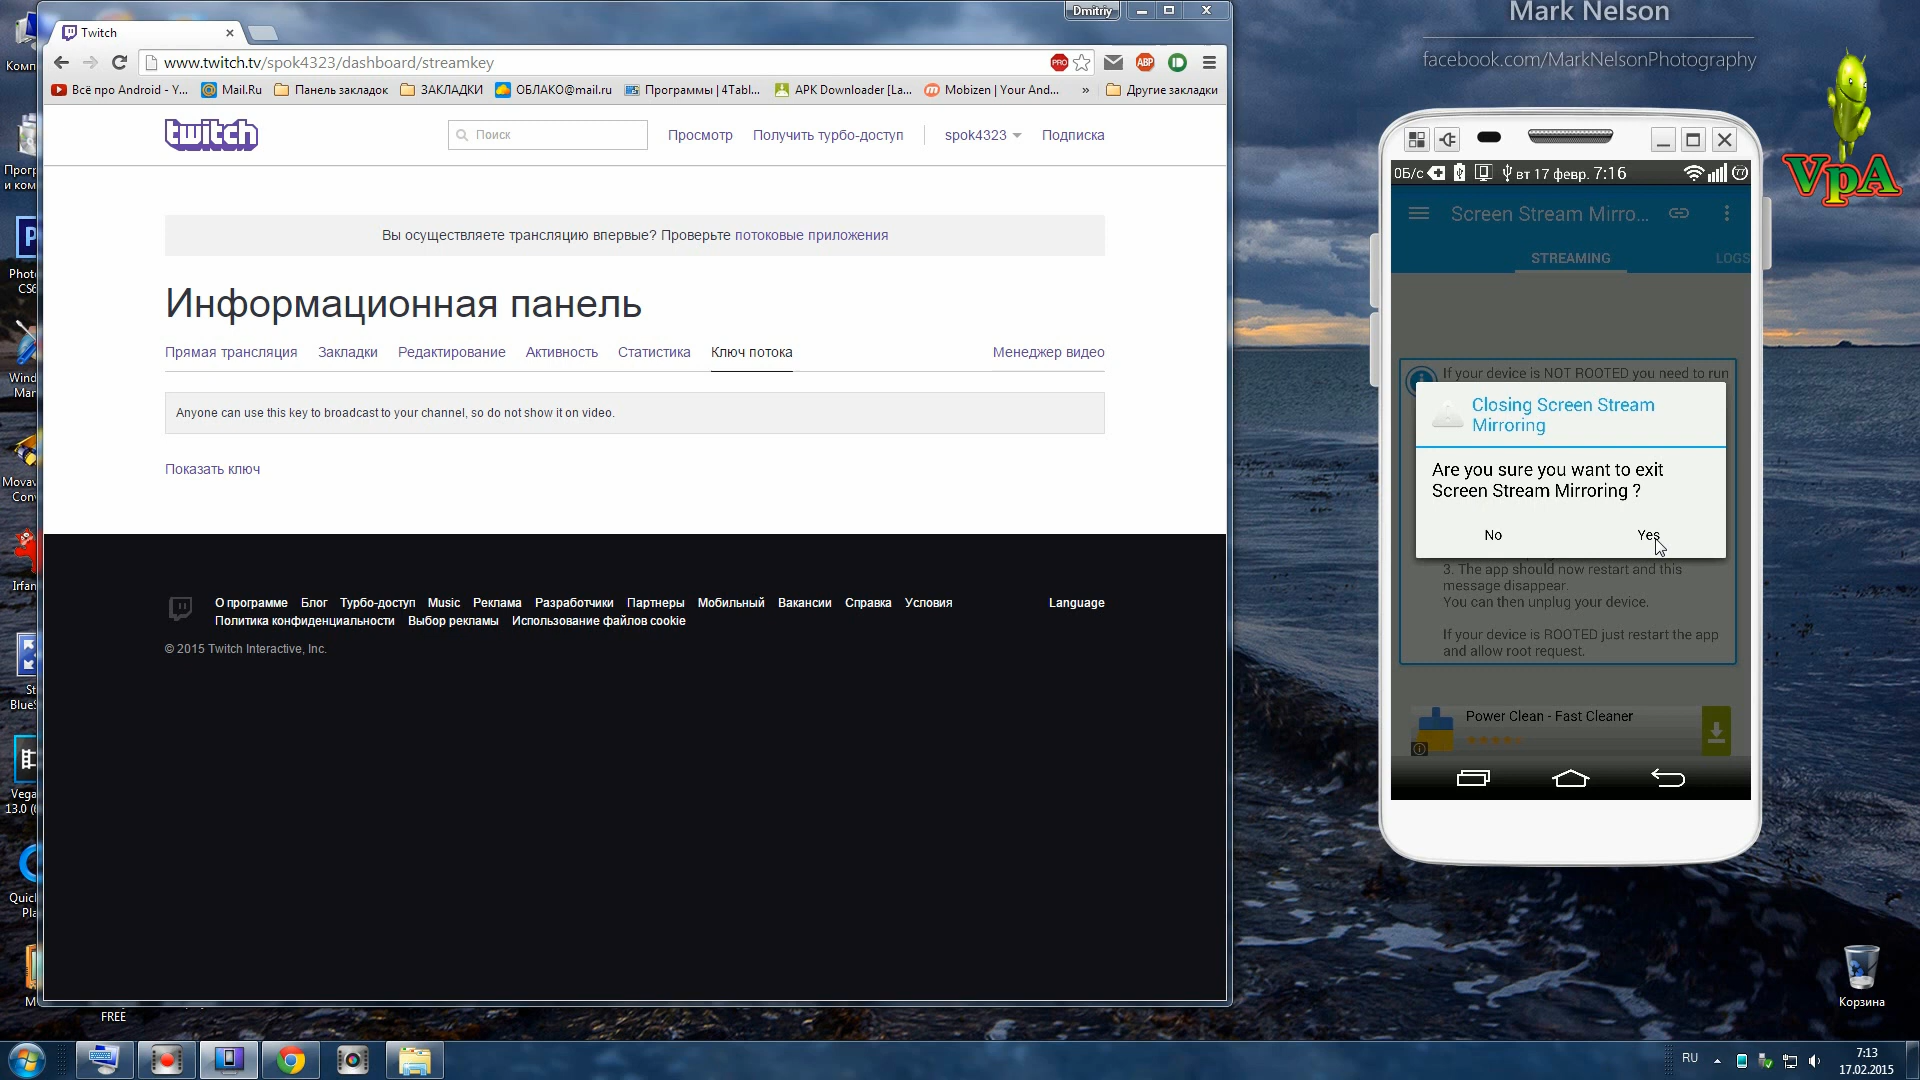 Dmitriy
Twitch
www.twitch.tv/spok4323/dashboard/streamkey
PRO
ABP
Всё про Android - Y...
Mail.Ru
Панель закладок
ЗАКЛАДКИ
ОБЛАКО@mail.ru
Программы | 4Tabl...
APK Downloader [La...
Mobizen | Your And...
»
Другие закладки
twitch
Поиск
Просмотр
Получить турбо-доступ
spok4323
Подписка
Вы осуществляете трансляцию впервые? Проверьте потоковые приложения
Информационная панель
Прямая трансляция
Закладки
Редактирование
Активность
Статистика
Ключ потока
Менеджер видео
Anyone can use this key to broadcast to your channel, so do not show it on video.
Показать ключ
О программе Блог Турбо-доступ Music Реклама Разработчики Партнеры Мобильный Вакансии Справка Условия
Политика конфиденциальности Выбор рекламы Использование файлов cookie
Language
© 2015 Twitch Interactive, Inc.
Mark Nelson
facebook.com/MarkNelsonPhotography
VpA
0Б/с
вт 17 февр. 7:16
77
Screen Stream Mirro...
STREAMING
LOGS
If your device is NOT ROOTED you need to run
Closing Screen Stream
Mirroring
Are you sure you want to exit
Screen Stream Mirroring ?
No
Yes
3. The app should now restart and this
message disappear.
You can then unplug your device.
If your device is ROOTED just restart the app
and allow root request.
Power Clean - Fast Cleaner
Корзина
FREE
RU
7:13
17.02.2015